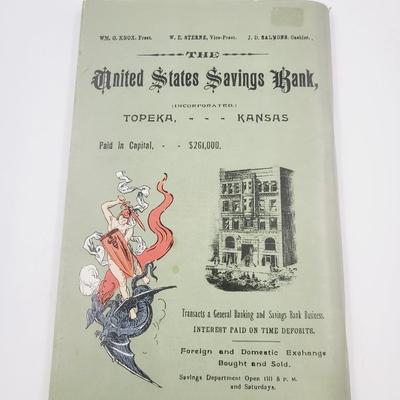 WM. O. KNOX. Prest. W. E. STERNE, Vice-Prest. J. D. SALMONS. Cashier.
THE
United States Savings Bank,
(INCORPORATED.)
TOPEKA, - - - KANSAS
Paid In Capital, - - $261,000.
Transacts a General Banking and Savings Bank Business.
INTEREST PAID ON TIME DEPOSITS.
Foreign and Domestic Exchange
Bought and Sold.
Savings Department Open till 8 P. M.
and Saturdays.